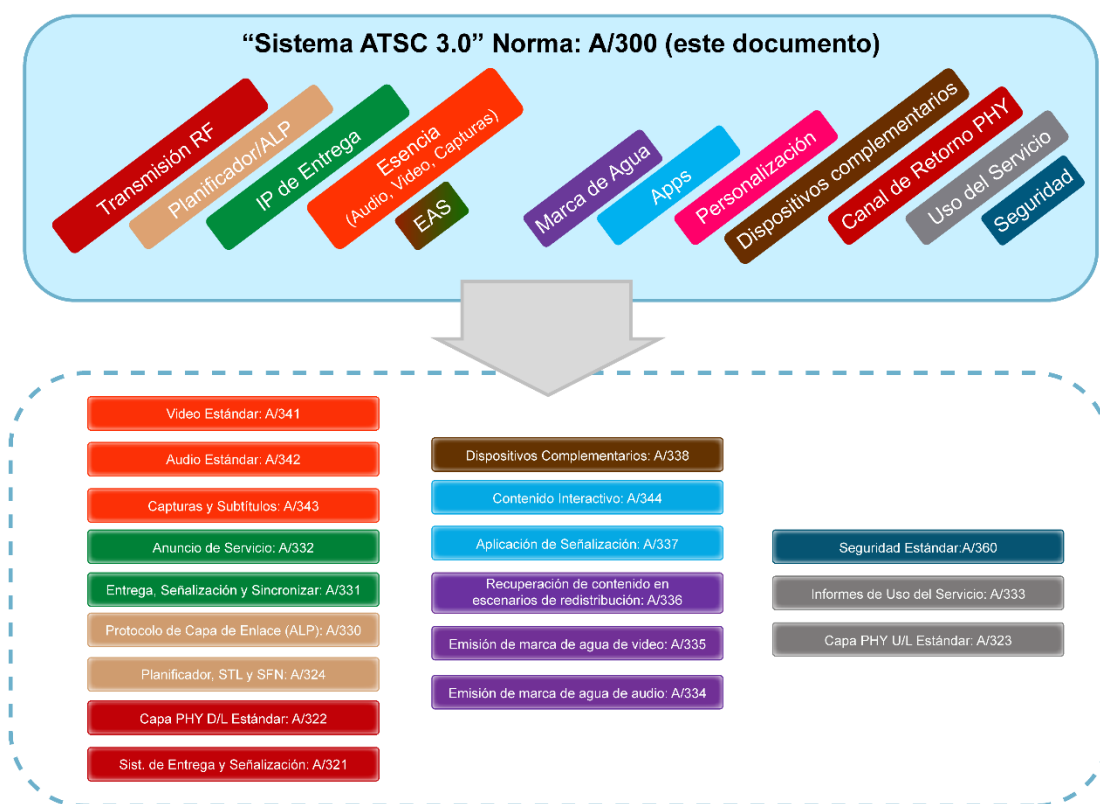 “Sistema ATSC 3.0” Norma: A/300 (este documento)
Transmisión RF
Planificador/ALP
IP de Entrega
Esencia
(Audio, Video, Capturas)
EAS
Marca de Agua
Apps
Personalización
Dispositivos complementarios
Canal de Retorno PHY
Uso del Servicio
Seguridad
Video Estándar: A/341
Audio Estándar: A/342
Capturas y Subtítulos: A/343
Anuncio de Servicio: A/332
Entrega, Señalización y Sincronizar: A/331
Protocolo de Capa de Enlace (ALP): A/330
Planificador, STL y SFN: A/324
Capa PHY D/L Estándar: A/322
Sist. de Entrega y Señalización: A/321
Dispositivos Complementarios: A/338
Contenido Interactivo: A/344
Aplicación de Señalización: A/337
Recuperación de contenido en
escenarios de redistribución: A/336
Emisión de marca de agua de video: A/335
Emisión de marca de agua de audio: A/334
Seguridad Estándar:A/360
Informes de Uso del Servicio: A/333
Capa PHY U/L Estándar: A/323